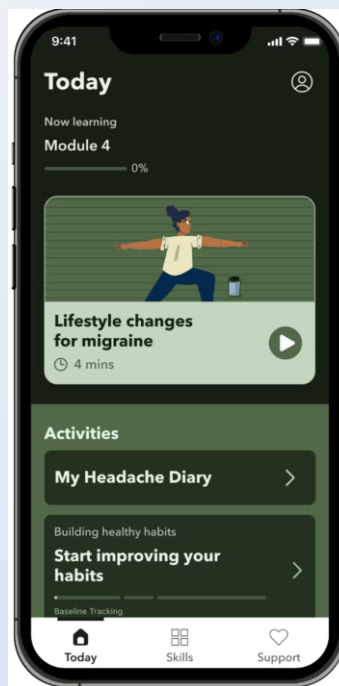 9:41
Today
Now learning
Module 4
0%
Lifestyle changes
for migraine
4 mins
Activities
My Headache Diary
Building healthy habits
Start improving your
habits
Baseline Tracking
Today
Skills
Support